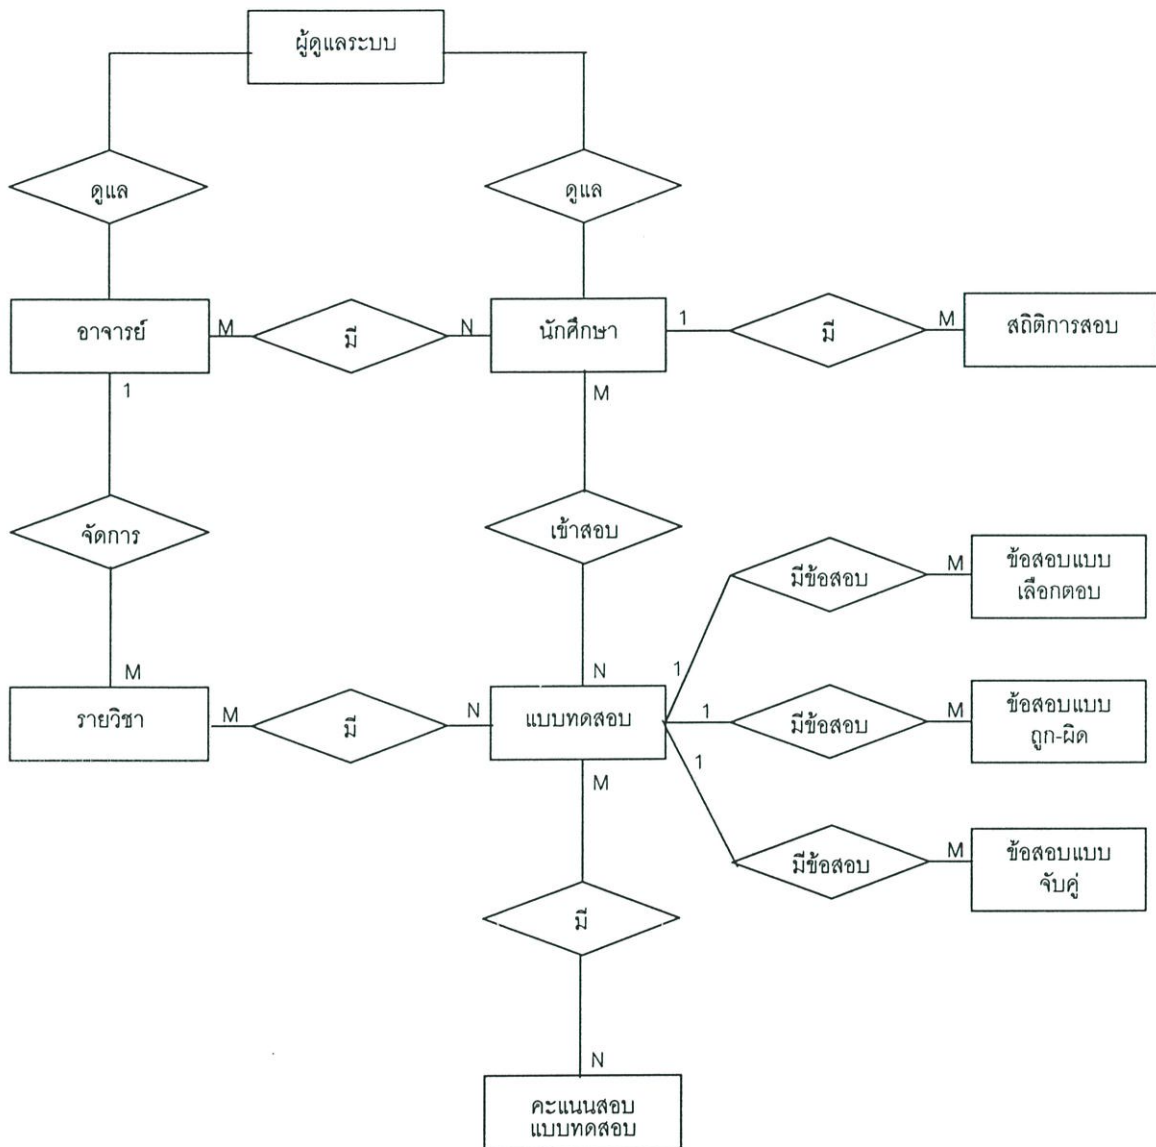 ผู้ดูแลระบบ
ดูแล
ดูแล
อาจารย์
M
มี
N
นักศึกษา
1
มี
M
สถิติการสอบ
1
M
จัดการ
เข้าสอบ
มีข้อสอบ
M
ข้อสอบแบบ
เลือกตอบ
M
N
1
รายวิชา
M
มี
N
แบบทดสอบ
1
มีข้อสอบ
M
ข้อสอบแบบ
ถูก-ผิด
1
M
มีข้อสอบ
M
ข้อสอบแบบ
จับคู่
มี
N
คะแนนสอบ
แบบทดสอบ